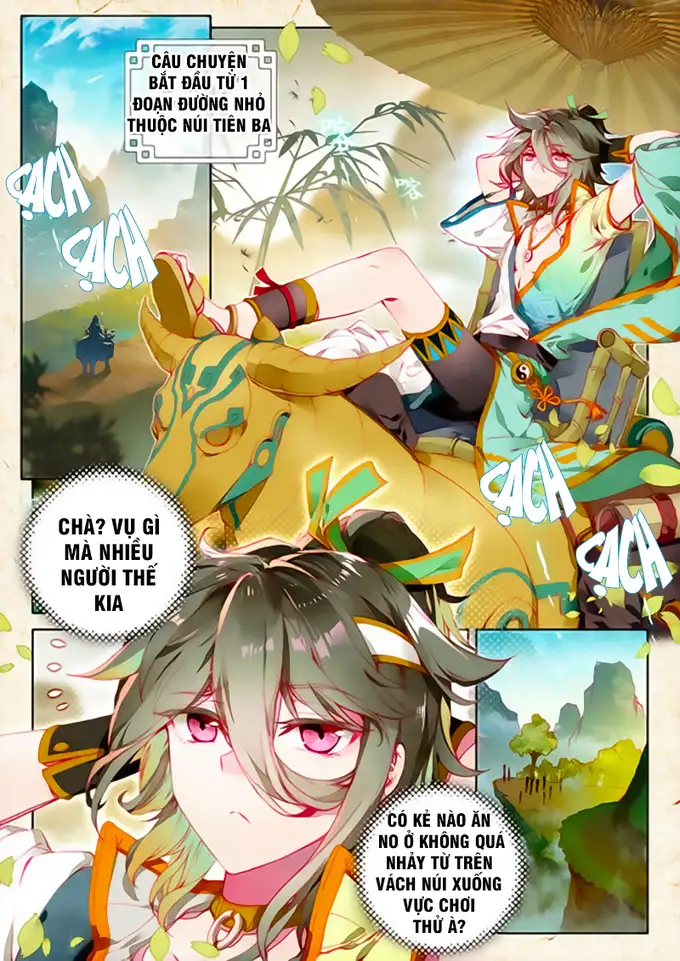 CÂU CHUYỆN
BẮT ĐẦU TỪ 1
ĐOẠN ĐƯỜNG NHỎ
THUỘC NÚI TIÊN BA
CẠCH
CẠCH
喀
喀
CẠCH
CẠCH
CHÀ? VỤ GÌ
MÀ NHIỀU
NGƯỜI THẾ
KIA
CÓ KẺ NÀO ĂN
NO Ở KHÔNG QUÁ
NHẢY TỪ TRÊN
VÁCH NÚI XUỐNG
VỰC CHƠI
THỬ À?